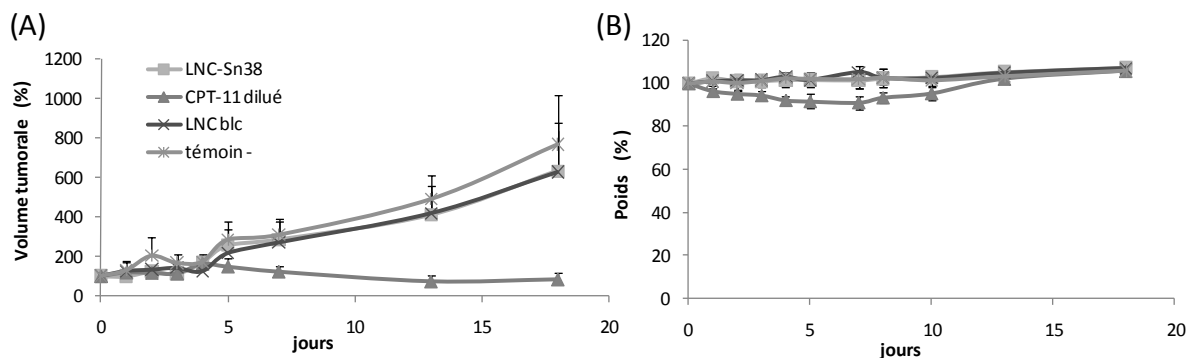 (A)
Volume tumorale (%)
1200
1000
800
600
400
200
0
LNC-Sn38
CPT-11 dilué
LNC blc
témoin -
0 5 10 15 20
jours
(B)
Poids (%)
120
100
80
60
40
20
0
0 5 10 15 20
jours